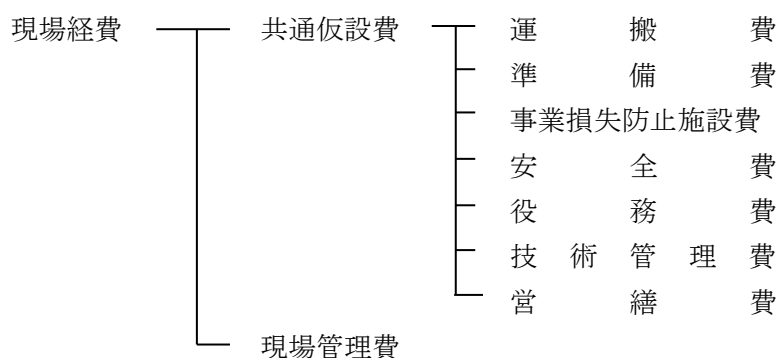 現場経費 共通仮設費 運搬費
準備費
事業損失防止施設費
安全費
役務費
技術管理費
営繕費
現場管理費